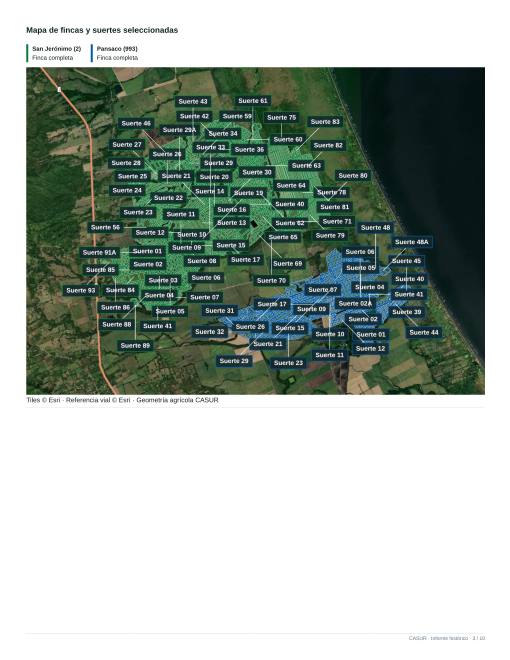 Mapa de fincas y suertes seleccionadas
San Jerónimo (2) Pansaco (993)
Finca completa Finca completa
Suerte 43 Suerte 61
Suerte 42 Suerte 59 Suerte 75
Suerte 46 Suerte 29A Suerte 34 Suerte 83
Suerte 27 Suerte 33 Suerte 36 Suerte 60 Suerte 82
Suerte 28 Suerte 26 Suerte 29 Suerte 63
Suerte 25 Suerte 21 Suerte 20 Suerte 30 Suerte 80
Suerte 24 Suerte 14 Suerte 19 Suerte 64 Suerte 78
Suerte 22 Suerte 40 Suerte 81
Suerte 23 Suerte 11 Suerte 16
Suerte 56 Suerte 12 Suerte 10 Suerte 13 Suerte 62 Suerte 71 Suerte 48
Suerte 65 Suerte 79 Suerte 48A
Suerte 91A Suerte 01 Suerte 09 Suerte 15 Suerte 06
Suerte 85 Suerte 02 Suerte 08 Suerte 17 Suerte 69 Suerte 05 Suerte 45
Suerte 03 Suerte 06 Suerte 70 Suerte 40
Suerte 93 Suerte 84 Suerte 04 Suerte 07 Suerte 07 Suerte 04 Suerte 41
Suerte 86 Suerte 05 Suerte 31 Suerte 17 Suerte 09 Suerte 02A Suerte 39
Suerte 88 Suerte 41 Suerte 32 Suerte 26 Suerte 15 Suerte 02
Suerte 10 Suerte 01 Suerte 44
Suerte 89 Suerte 21 Suerte 12
Suerte 29 Suerte 23 Suerte 11
Tiles © Esri · Referencia vial © Esri · Geometría agrícola CASUR
CASUR · Informe histórico · 3 / 10